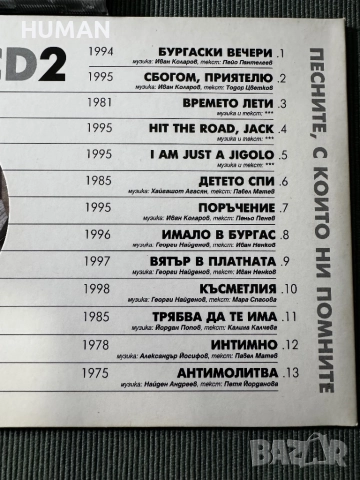 HUMAN
CD2
1994 БУРГАСКИ ВЕЧЕРИ .1
музика: Иван Коларов, текст: Пейо Пантелеев
1995 СБОГОМ, ПРИЯТЕЛЮ .2
музика: Иван Коларов, текст: Тодор Цветков
1981 ВРЕМЕТО ЛЕТИ .3
музика и текст: ***
1995 HIT THE ROAD, JACK .4
музика и текст: ***
1995 I AM JUST A JIGOLO .5
музика и текст: ***
1985 ДЕТЕТО СПИ .6
музика: Хайгашот Агасян, текст: Павел Матев
1995 ПОРЪЧЕНИЕ .7
музика: Иван Коларов, текст: Пеньо Пенев
1996 ИМАЛО В БУРГАС .8
музика: Георги Найденов, текст: Иван Ненков
1997 ВЯТЪР В ПЛАТНАТА .9
музика: Георги Найденов, текст: Иван Ненков
1998 КЪСМЕТЛИЯ .10
музика: Георги Найденов, текст: Мара Спасова
1985 ТРЯБВА ДА ТЕ ИМА .11
музика: Йордан Попов, текст: Калина Калчева
1978 ИНТИМНО .12
музика: Александър Йосифов, текст: Павел Матев
1975 АНТИМОЛИТВА .13
музика: Найден Андреев, текст: Петя Йорданова
ПЕСНИТЕ, С КОИТО НИ ПОМНИТЕ
BAZAR